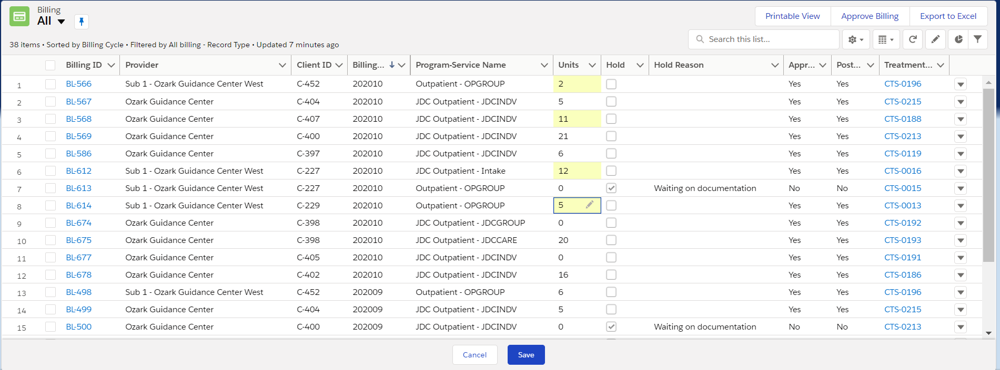 Billing
All
Printable View Approve Billing Export to Excel
38 items • Sorted by Billing Cycle • Filtered by All billing - Record Type • Updated 7 minutes ago
Search this list...
Billing ID Provider Client ID Billing... Program-Service Name Units Hold Hold Reason Appr... Post... Treatment...
1 BL-566 Sub 1 - Ozark Guidance Center West C-452 202010 Outpatient - OPGROUP 2 Yes Yes CTS-0196
2 BL-567 Ozark Guidance Center C-404 202010 JDC Outpatient - JDCINDV 5 Yes Yes CTS-0215
3 BL-568 Ozark Guidance Center C-407 202010 JDC Outpatient - JDCINDV 11 Yes Yes CTS-0188
4 BL-569 Ozark Guidance Center C-400 202010 JDC Outpatient - JDCINDV 21 Yes Yes CTS-0213
5 BL-586 Ozark Guidance Center C-397 202010 JDC Outpatient - JDCINDV 6 Yes Yes CTS-0119
6 BL-612 Sub 1 - Ozark Guidance Center West C-227 202010 JDC Outpatient - Intake 12 Yes Yes CTS-0016
7 BL-613 Sub 1 - Ozark Guidance Center West C-227 202010 Outpatient - OPGROUP 0 Waiting on documentation No No CTS-0015
8 BL-614 Sub 1 - Ozark Guidance Center West C-229 202010 Outpatient - OPGROUP 5 Yes Yes CTS-0013
9 BL-674 Ozark Guidance Center C-398 202010 JDC Outpatient - JDCGROUP 0 Yes Yes CTS-0192
10 BL-675 Ozark Guidance Center C-398 202010 JDC Outpatient - JDCCARE 20 Yes Yes CTS-0193
11 BL-677 Ozark Guidance Center C-405 202010 JDC Outpatient - JDCINDV 0 Yes Yes CTS-0191
12 BL-678 Ozark Guidance Center C-402 202010 JDC Outpatient - JDCINDV 16 Yes Yes CTS-0186
13 BL-498 Sub 1 - Ozark Guidance Center West C-452 202009 Outpatient - OPGROUP 6 Yes Yes CTS-0196
14 BL-499 Ozark Guidance Center C-404 202009 JDC Outpatient - JDCINDV 5 Yes Yes CTS-0215
15 BL-500 Ozark Guidance Center C-400 202009 JDC Outpatient - JDCINDV 0 Waiting on documentation No No CTS-0213
Cancel Save